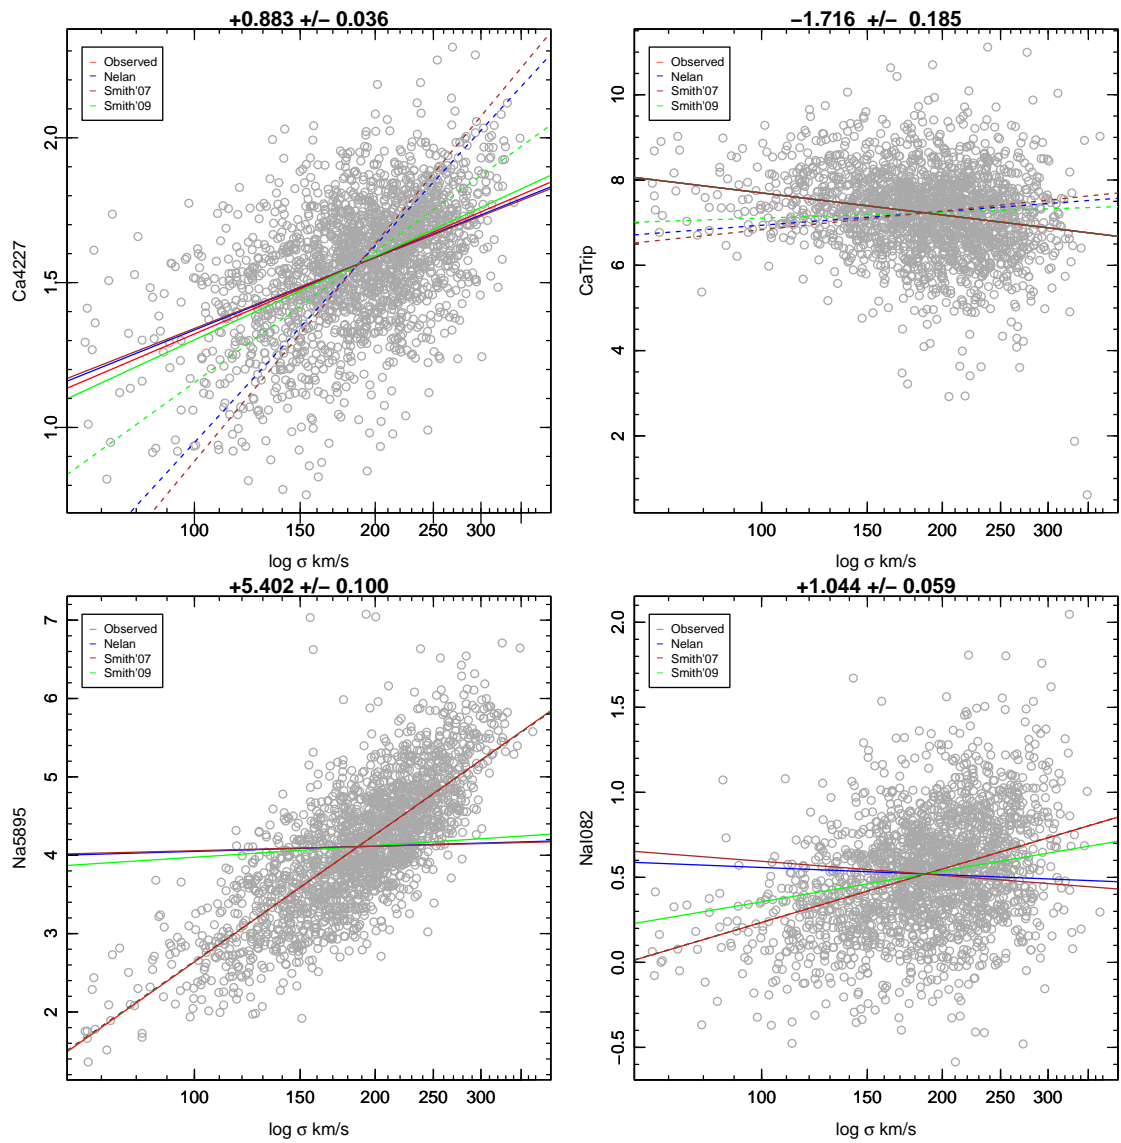 +0.883 +/− 0.036
Observed
Nelan
Smith'07
Smith'09
Ca4227
1.0
1.5
2.0
100
150
200
250
300
log σ km/s
−1.716 +/− 0.185
Observed
Nelan
Smith'07
Smith'09
CaTrip
2
4
6
8
10
100
150
200
250
300
log σ km/s
+5.402 +/− 0.100
Observed
Nelan
Smith'07
Smith'09
Na5895
2
3
4
5
6
7
100
150
200
250
300
log σ km/s
+1.044 +/− 0.059
Observed
Nelan
Smith'07
Smith'09
NaI082
−0.5
0.0
0.5
1.0
1.5
2.0
100
150
200
250
300
log σ km/s